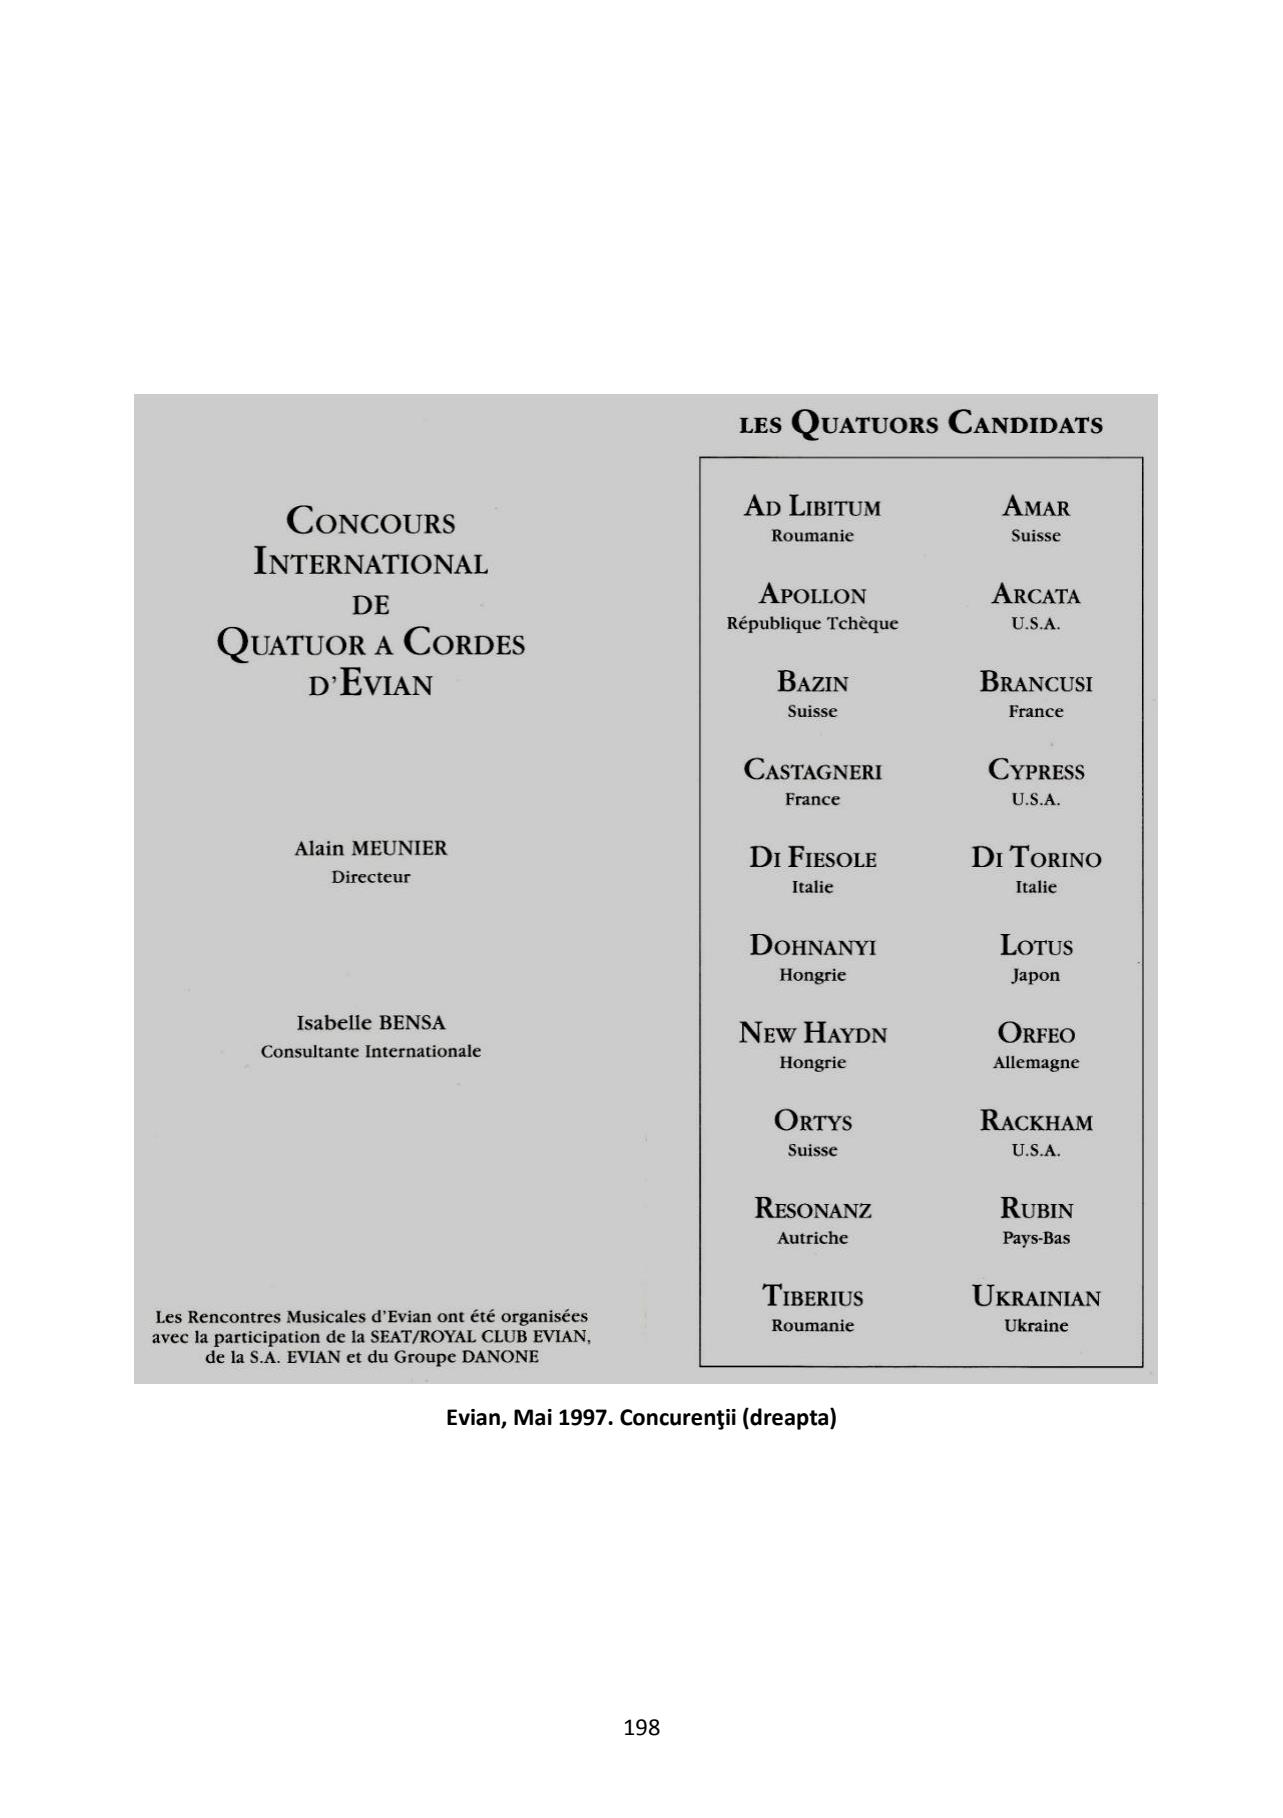 CONCOURS
INTERNATIONAL
DE
QUATUOR A CORDES
D'EVIAN
Alain MEUNIER
Directeur
Isabelle BENSA
Consultante Internationale
Les Rencontres Musicales d'Evian ont été organisées
avec la participation de la SEAT/ROYAL CLUB EVIAN,
de la S.A. EVIAN et du Groupe DANONE
LES QUATUORS CANDIDATS
AD LIBITUM
Roumanie
AMAR
Suisse
APOLLON
République Tchèque
ARCATA
U.S.A.
BAZIN
Suisse
BRANCUSI
France
CASTAGNERI
France
CYPRESS
U.S.A.
DI FIESOLE
Italie
DI TORINO
Italie
DOHNANYI
Hongrie
LOTUS
Japon
NEW HAYDN
Hongrie
ORFEO
Allemagne
ORTYS
Suisse
RACKHAM
U.S.A.
RESONANZ
Autriche
RUBIN
Pays-Bas
TIBERIUS
Roumanie
UKRAINIAN
Ukraine
Evian, Mai 1997. Concurenţii (dreapta)
198